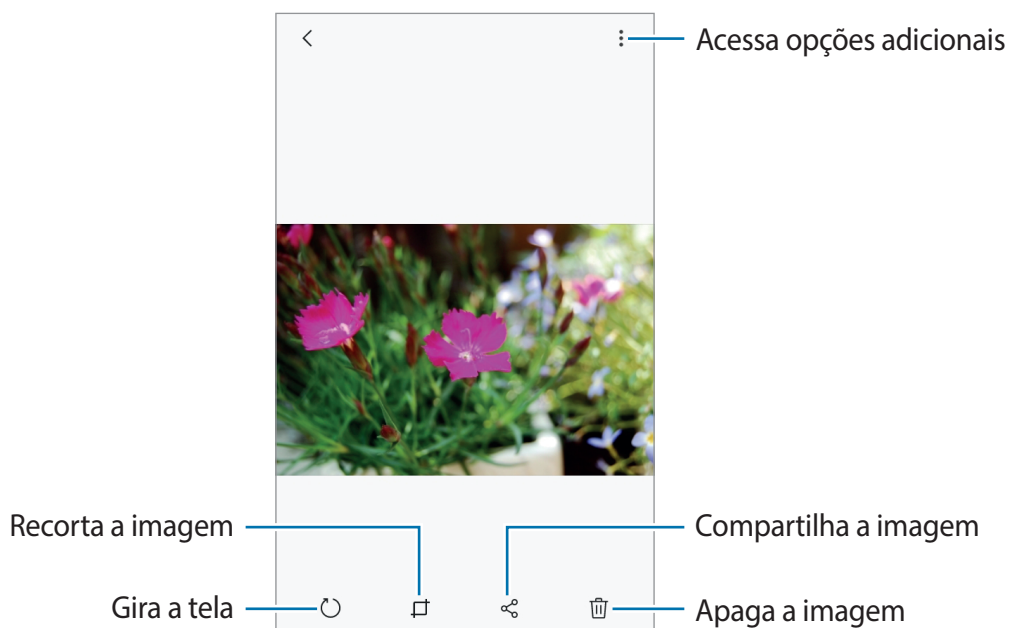 Acessa opções adicionais
Recorta a imagem
Compartilha a imagem
Gira a tela
Apaga a imagem